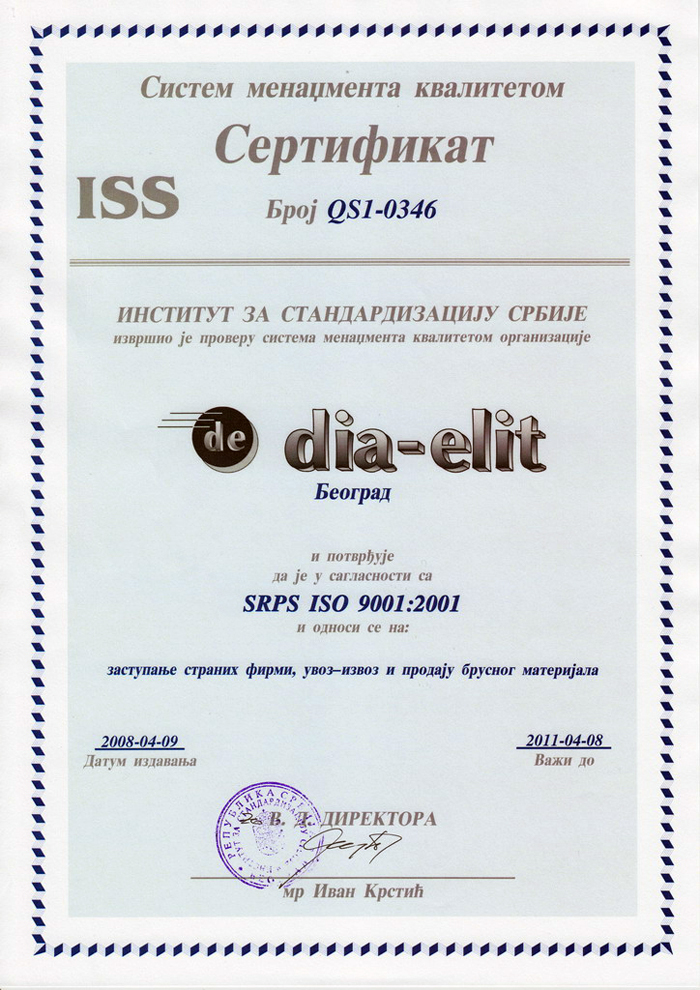 Систем менаџмента квалитетом
Сертификат
ISS
Број QS1-0346
ИНСТИТУТ ЗА СТАНДАРДИЗАЦИЈУ СРБИЈЕ
извршио је проверу система менаџмента квалитетом организације
de dia-elit
Београд
и потврђује
да је у сагласности са
SRPS ISO 9001:2001
и односи се на:
заступање страних фирми, увоз–извоз и продају брусног материјала
2008-04-09 2011-04-08
Датум издавања Важи до
РЕПУБЛИКА
В. Д. ДИРЕКТОРА
мр Иван Крстић